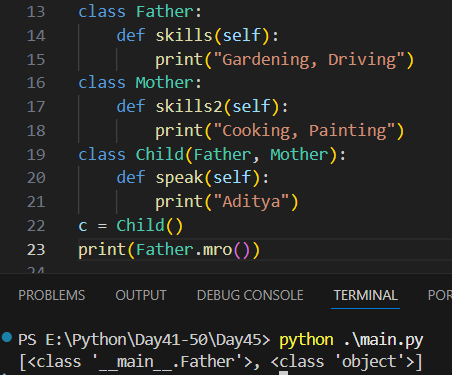 13 class Father:
14     def skills(self):
15         print("Gardening, Driving")
16 class Mother:
17     def skills2(self):
18         print("Cooking, Painting")
19 class Child(Father, Mother):
20     def speak(self):
21         print("Aditya")
22 c = Child()
23 print(Father.mro())
24
PROBLEMS OUTPUT DEBUG CONSOLE TERMINAL POR
PS E:\Python\Day41-50\Day45> python .\main.py
[<class '__main__.Father'>, <class 'object'>]